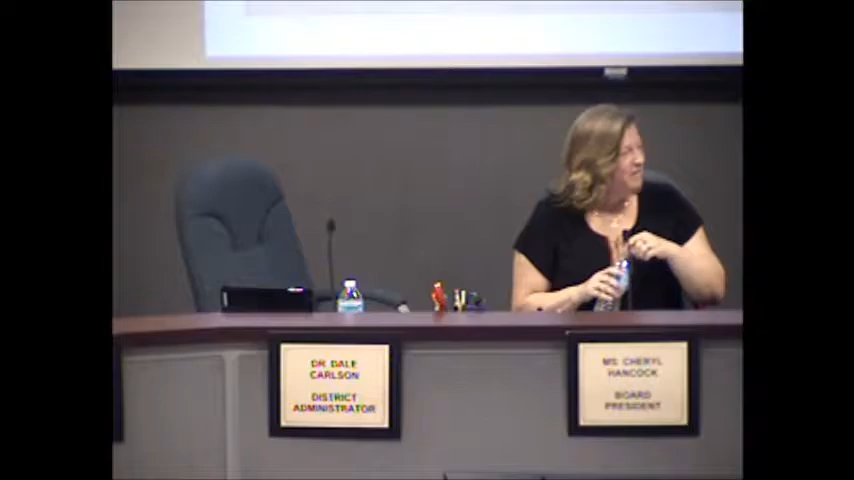 DR DALE
CARLSON
DISTRICT
ADMINISTRATOR
MS CHERYL
HANCOCK
BOARD
PRESIDENT